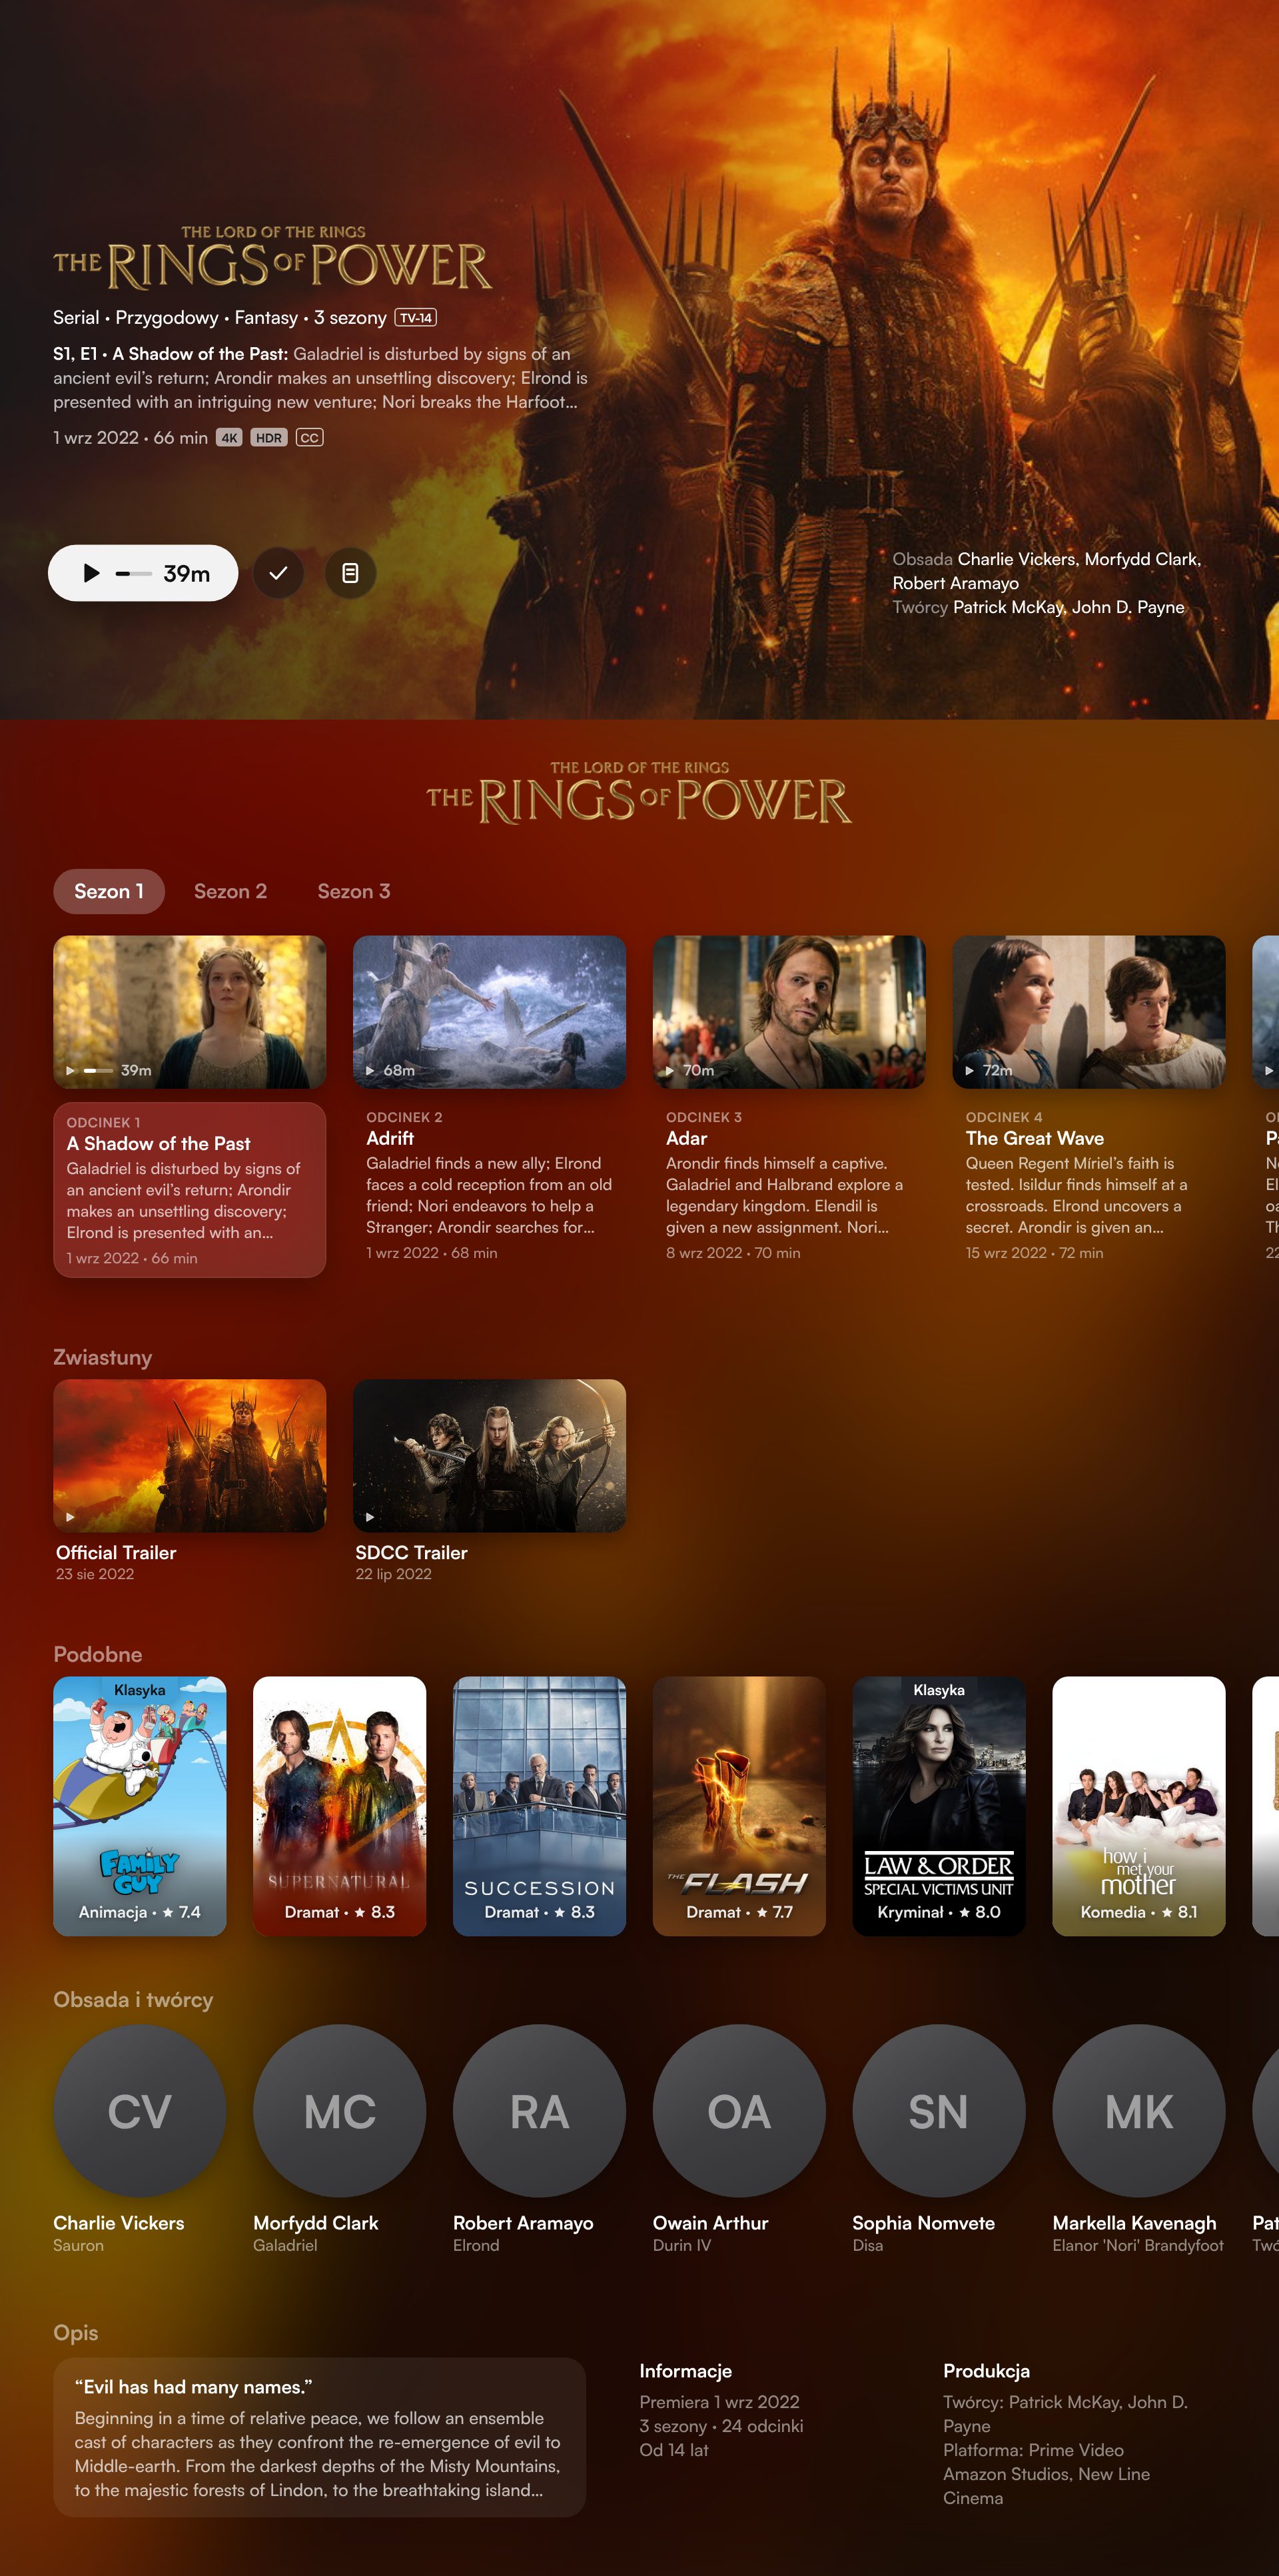 THE LORD OF THE RINGS
THE RINGS OF POWER
Serial · Przygodowy · Fantasy · 3 sezony TV-14
S1, E1 · A Shadow of the Past: Galadriel is disturbed by signs of an
ancient evil’s return; Arondir makes an unsettling discovery; Elrond is
presented with an intriguing new venture; Nori breaks the Harfoot...
1 wrz 2022 · 66 min 4K HDR CC
39m
Obsada Charlie Vickers, Morfydd Clark,
Robert Aramayo
Twórcy Patrick McKay, John D. Payne
THE LORD OF THE RINGS
THE RINGS OF POWER
Sezon 1 Sezon 2 Sezon 3
39m
68m
70m
72m
ODCINEK 1
A Shadow of the Past
Galadriel is disturbed by signs of
an ancient evil’s return; Arondir
makes an unsettling discovery;
Elrond is presented with an...
1 wrz 2022 · 66 min
ODCINEK 2
Adrift
Galadriel finds a new ally; Elrond
faces a cold reception from an old
friend; Nori endeavors to help a
Stranger; Arondir searches for...
1 wrz 2022 · 68 min
ODCINEK 3
Adar
Arondir finds himself a captive.
Galadriel and Halbrand explore a
legendary kingdom. Elendil is
given a new assignment. Nori...
8 wrz 2022 · 70 min
ODCINEK 4
The Great Wave
Queen Regent Míriel’s faith is
tested. Isildur finds himself at a
crossroads. Elrond uncovers a
secret. Arondir is given an...
15 wrz 2022 · 72 min
Zwiastuny
Official Trailer
23 sie 2022
SDCC Trailer
22 lip 2022
Podobne
Klasyka
FAMILY
GUY
Animacja · ★ 7.4
SUPERNATURAL
Dramat · ★ 8.3
SUCCESSION
Dramat · ★ 8.3
THE FLASH
Dramat · ★ 7.7
Klasyka
LAW & ORDER
SPECIAL VICTIMS UNIT
Kryminał · ★ 8.0
how i
met your
mother
Komedia · ★ 8.1
Obsada i twórcy
CV
MC
RA
OA
SN
MK
Charlie Vickers
Sauron
Morfydd Clark
Galadriel
Robert Aramayo
Elrond
Owain Arthur
Durin IV
Sophia Nomvete
Disa
Markella Kavenagh
Elanor 'Nori' Brandyfoot
Opis
“Evil has had many names.”
Beginning in a time of relative peace, we follow an ensemble
cast of characters as they confront the re-emergence of evil to
Middle-earth. From the darkest depths of the Misty Mountains,
to the majestic forests of Lindon, to the breathtaking island...
Informacje
Premiera 1 wrz 2022
3 sezony · 24 odcinki
Od 14 lat
Produkcja
Twórcy: Patrick McKay, John D.
Payne
Platforma: Prime Video
Amazon Studios, New Line
Cinema